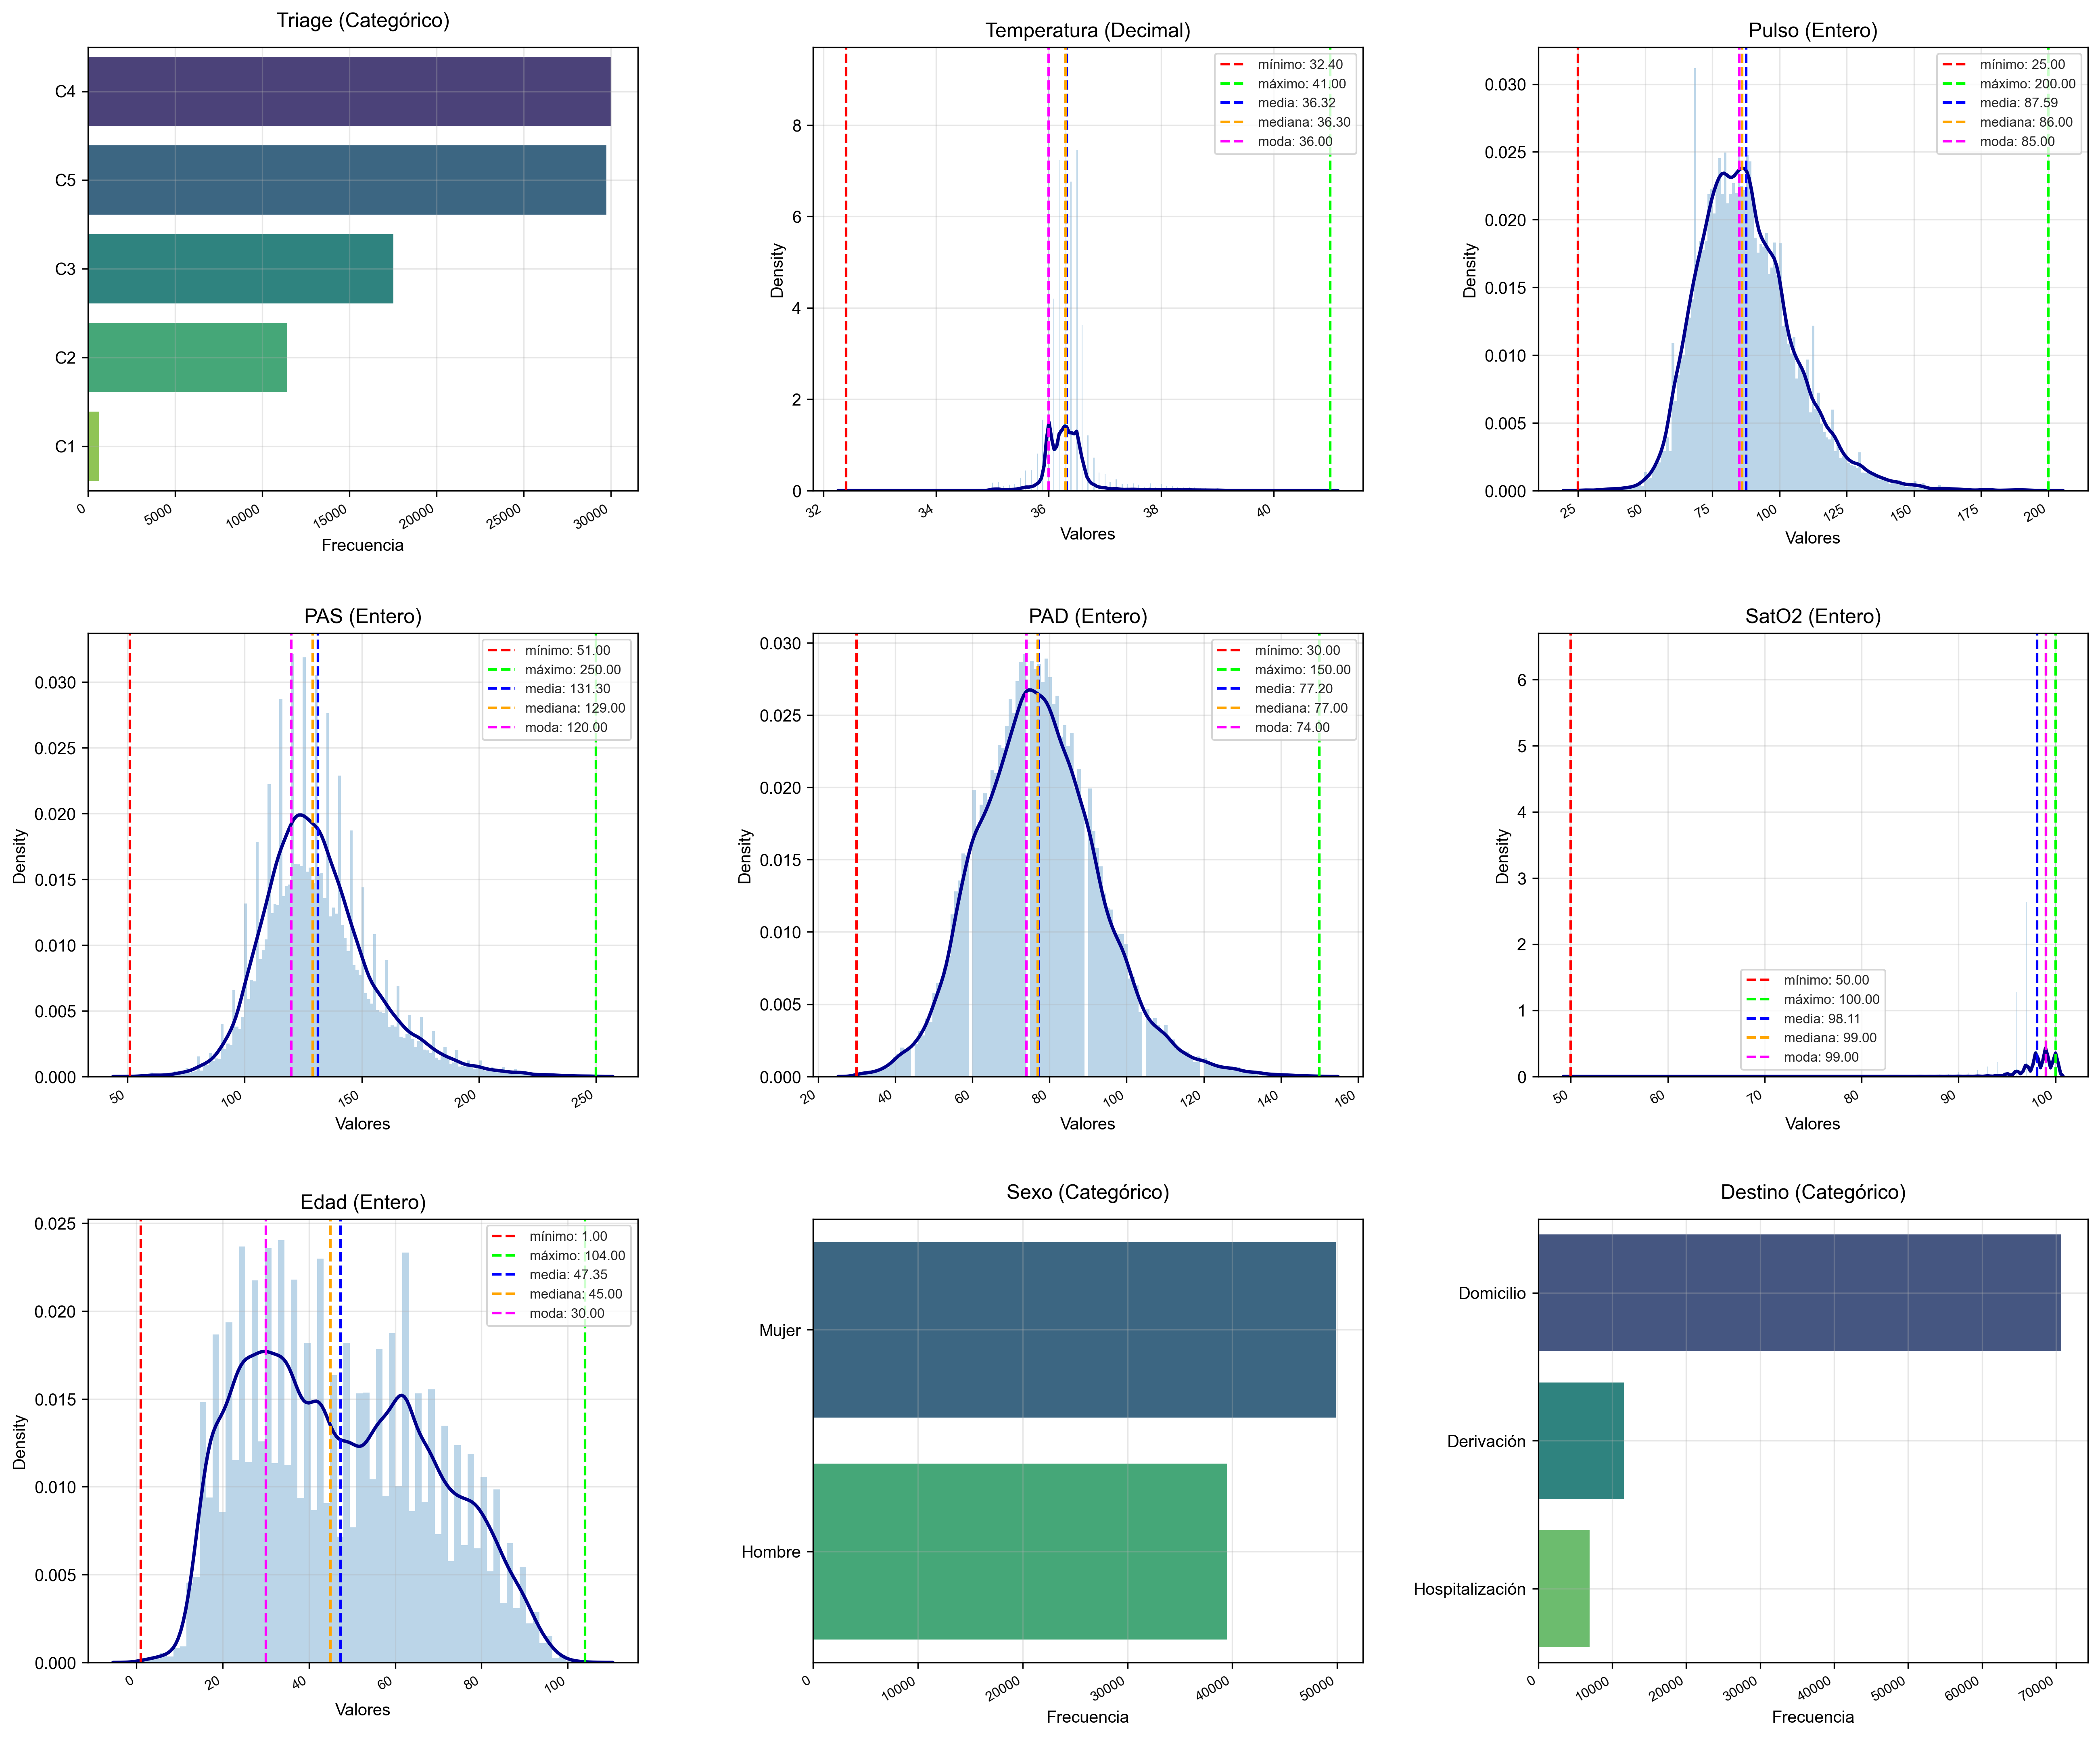 Triage (Categórico)
C4
C5
C3
C2
C1
0
5000
10000
15000
20000
25000
30000
Frecuencia
Temperatura (Decimal)
Density
8
6
4
2
0
mínimo: 32.40
máximo: 41.00
media: 36.32
mediana: 36.30
moda: 36.00
32
34
36
38
40
Valores
Pulso (Entero)
Density
0.030
0.025
0.020
0.015
0.010
0.005
0.000
mínimo: 25.00
máximo: 200.00
media: 87.59
mediana: 86.00
moda: 85.00
25
50
75
100
125
150
175
200
Valores
PAS (Entero)
Density
0.030
0.025
0.020
0.015
0.010
0.005
0.000
mínimo: 51.00
máximo: 250.00
media: 131.30
mediana: 129.00
moda: 120.00
50
100
150
200
250
Valores
PAD (Entero)
Density
0.030
0.025
0.020
0.015
0.010
0.005
0.000
mínimo: 30.00
máximo: 150.00
media: 77.20
mediana: 77.00
moda: 74.00
20
40
60
80
100
120
140
160
Valores
SatO2 (Entero)
Density
6
5
4
3
2
1
0
mínimo: 50.00
máximo: 100.00
media: 98.11
mediana: 99.00
moda: 99.00
50
60
70
80
90
100
Valores
Edad (Entero)
Density
0.025
0.020
0.015
0.010
0.005
0.000
mínimo: 1.00
máximo: 104.00
media: 47.35
mediana: 45.00
moda: 30.00
0
20
40
60
80
100
Valores
Sexo (Categórico)
Mujer
Hombre
0
10000
20000
30000
40000
50000
Frecuencia
Destino (Categórico)
Domicilio
Derivación
Hospitalización
0
10000
20000
30000
40000
50000
60000
70000
Frecuencia